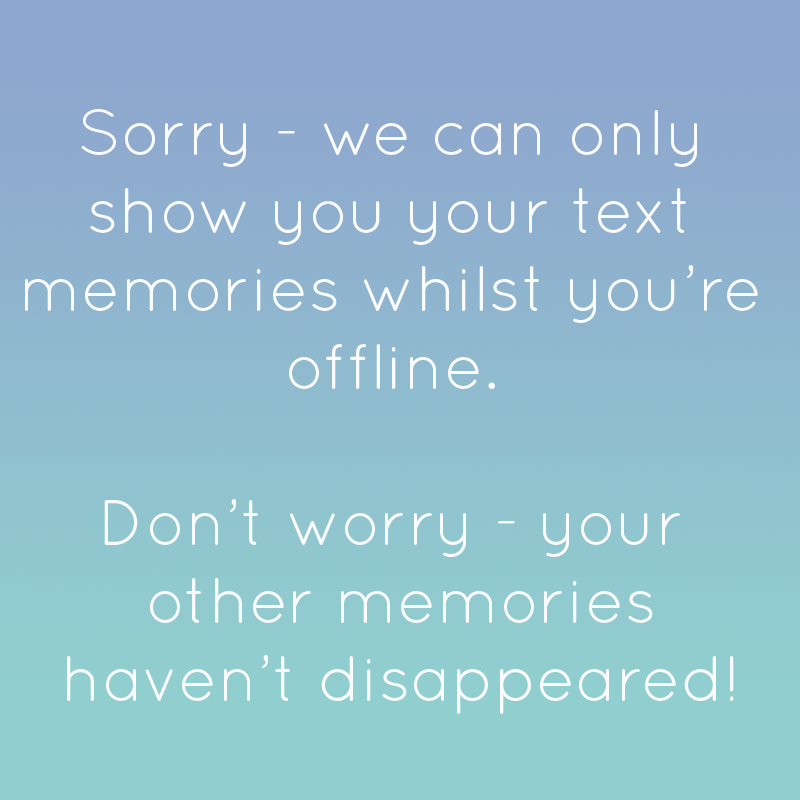 Sorry - we can only
show you your text
memories whilst you’re
offline.
Don’t worry - your
other memories
haven’t disappeared!